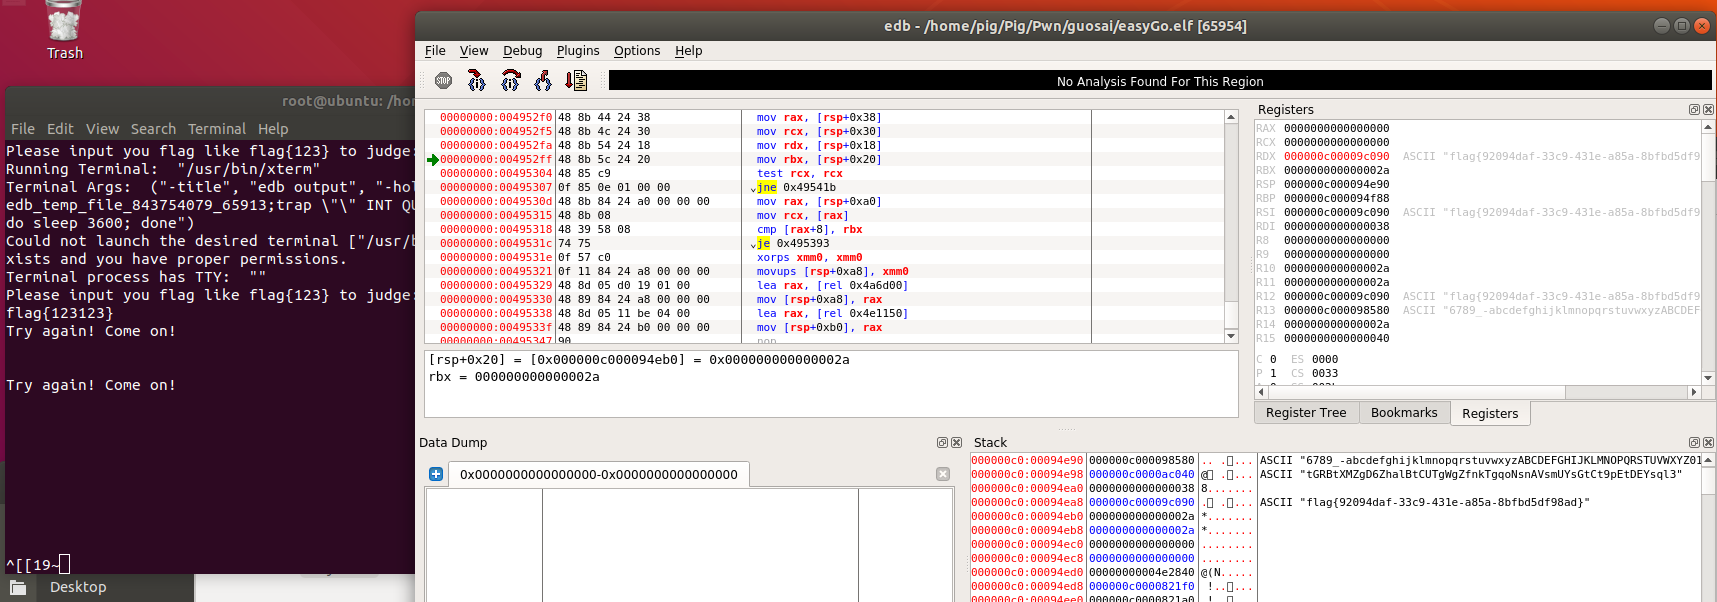 Trash
edb - /home/pig/Pig/Pwn/guosai/easyGo.elf [65954]
File View Debug Plugins Options Help
STOP
No Analysis Found For This Region
root@ubuntu: /ho
File Edit View Search Terminal Help
Please input you flag like flag{123} to judge:
Running Terminal:  "/usr/bin/xterm"
Terminal Args:  ("-title", "edb output", "-hol
edb_temp_file_843754079_65913;trap \"\" INT QU
do sleep 3600; done")
Could not launch the desired terminal ["/usr/b
xists and you have proper permissions.
Terminal process has TTY:  ""
Please input you flag like flag{123} to judge:
flag{123123}
Try again! Come on!
Try again! Come on!
^[[19~
Desktop
00000000:004952f0 48 8b 44 24 38 mov rax, [rsp+0x38]
00000000:004952f5 48 8b 4c 24 30 mov rcx, [rsp+0x30]
00000000:004952fa 48 8b 54 24 18 mov rdx, [rsp+0x18]
00000000:004952ff 48 8b 5c 24 20 mov rbx, [rsp+0x20]
00000000:00495304 48 85 c9 test rcx, rcx
00000000:00495307 0f 85 0e 01 00 00 jne 0x49541b
00000000:0049530d 48 8b 84 24 a0 00 00 00 mov rax, [rsp+0xa0]
00000000:00495315 48 8b 08 mov rcx, [rax]
00000000:00495318 48 39 58 08 cmp [rax+8], rbx
00000000:0049531c 74 75 je 0x495393
00000000:0049531e 0f 57 c0 xorps xmm0, xmm0
00000000:00495321 0f 11 84 24 a8 00 00 00 movups [rsp+0xa8], xmm0
00000000:00495329 48 8d 05 d0 19 01 00 lea rax, [rel 0x4a6d00]
00000000:00495330 48 89 84 24 a8 00 00 00 mov [rsp+0xa8], rax
00000000:00495338 48 8d 05 11 be 04 00 lea rax, [rel 0x4e1150]
00000000:0049533f 48 89 84 24 b0 00 00 00 mov [rsp+0xb0], rax
00000000:00495347 90 nop
[rsp+0x20] = [0x000000c000094eb0] = 0x000000000000002a
rbx = 000000000000002a
Registers
RAX 0000000000000000
RCX 0000000000000000
RDX 000000c00009c090 ASCII "flag{92094daf-33c9-431e-a85a-8bfbd5df9
RBX 000000000000002a
RSP 000000c000094e90
RBP 000000c000094f88
RSI 000000c00009c090 ASCII "flag{92094daf-33c9-431e-a85a-8bfbd5df9
RDI 0000000000000038
R8 0000000000000000
R9 0000000000000000
R10 000000000000002a
R11 000000000000002a
R12 000000c00009c090 ASCII "flag{92094daf-33c9-431e-a85a-8bfbd5df9
R13 000000c000098580 ASCII "6789_-abcdefghijklmnopqrstuvwxyzABCDEF
R14 000000000000002a
R15 0000000000000040
C 0 ES 0000
P 1 CS 0033
Register Tree Bookmarks Registers
Data Dump
0x0000000000000000-0x0000000000000000
Stack
000000c0:00094e90 000000c000098580 ASCII "6789_-abcdefghijklmnopqrstuvwxyzABCDEFGHIJKLMNOPQRSTUVWXYZ01
000000c0:00094e98 000000c0000ac040 @ ASCII "tGRBtXMZgD6ZhalBtCUTgWgZfnkTgqoNsnAVsmUYsGtCt9pEtDEYsql3"
000000c0:00094ea0 0000000000000038 8.......
000000c0:00094ea8 000000c00009c090 ASCII "flag{92094daf-33c9-431e-a85a-8bfbd5df98ad}"
000000c0:00094eb0 000000000000002a *.......
000000c0:00094eb8 000000000000002a *.......
000000c0:00094ec0 0000000000000000 ........
000000c0:00094ec8 0000000000000000 ........
000000c0:00094ed0 00000000004e2840 @(N.....
000000c0:00094ed8 000000c0000821f0
000000c0:00094ee0 000000c0000821a0